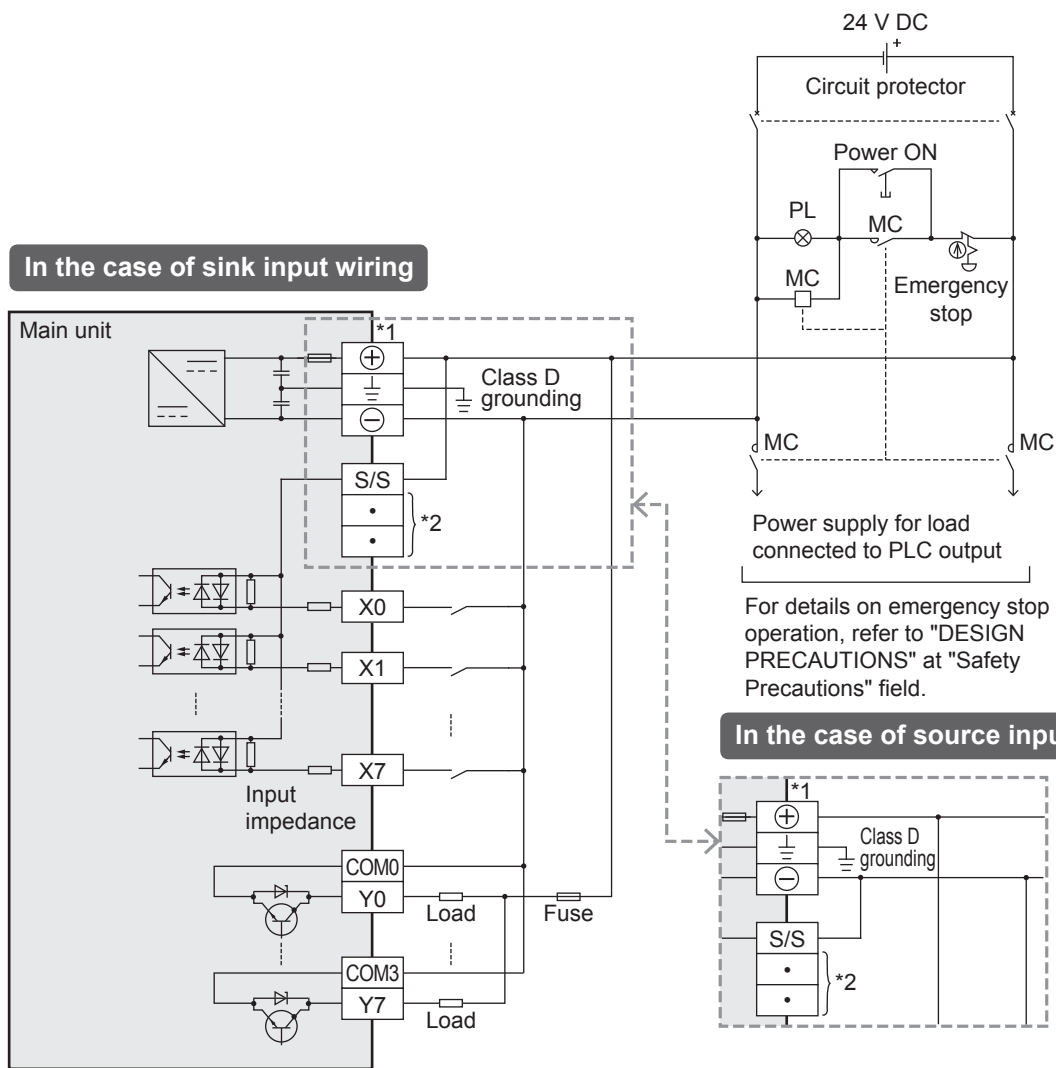 24 V DC
+
Circuit protector
Power ON
PL
MC
MC
Emergency
stop
In the case of sink input wiring
Main unit
*1
Class D
grounding
S/S
*2
MC
MC
Power supply for load
connected to PLC output
For details on emergency stop
operation, refer to "DESIGN
PRECAUTIONS" at "Safety
Precautions" field.
X0
X1
X7
Input
impedance
COM0
Y0
Load
Fuse
COM3
Y7
Load
In the case of source inpu
*1
Class D
grounding
S/S
*2